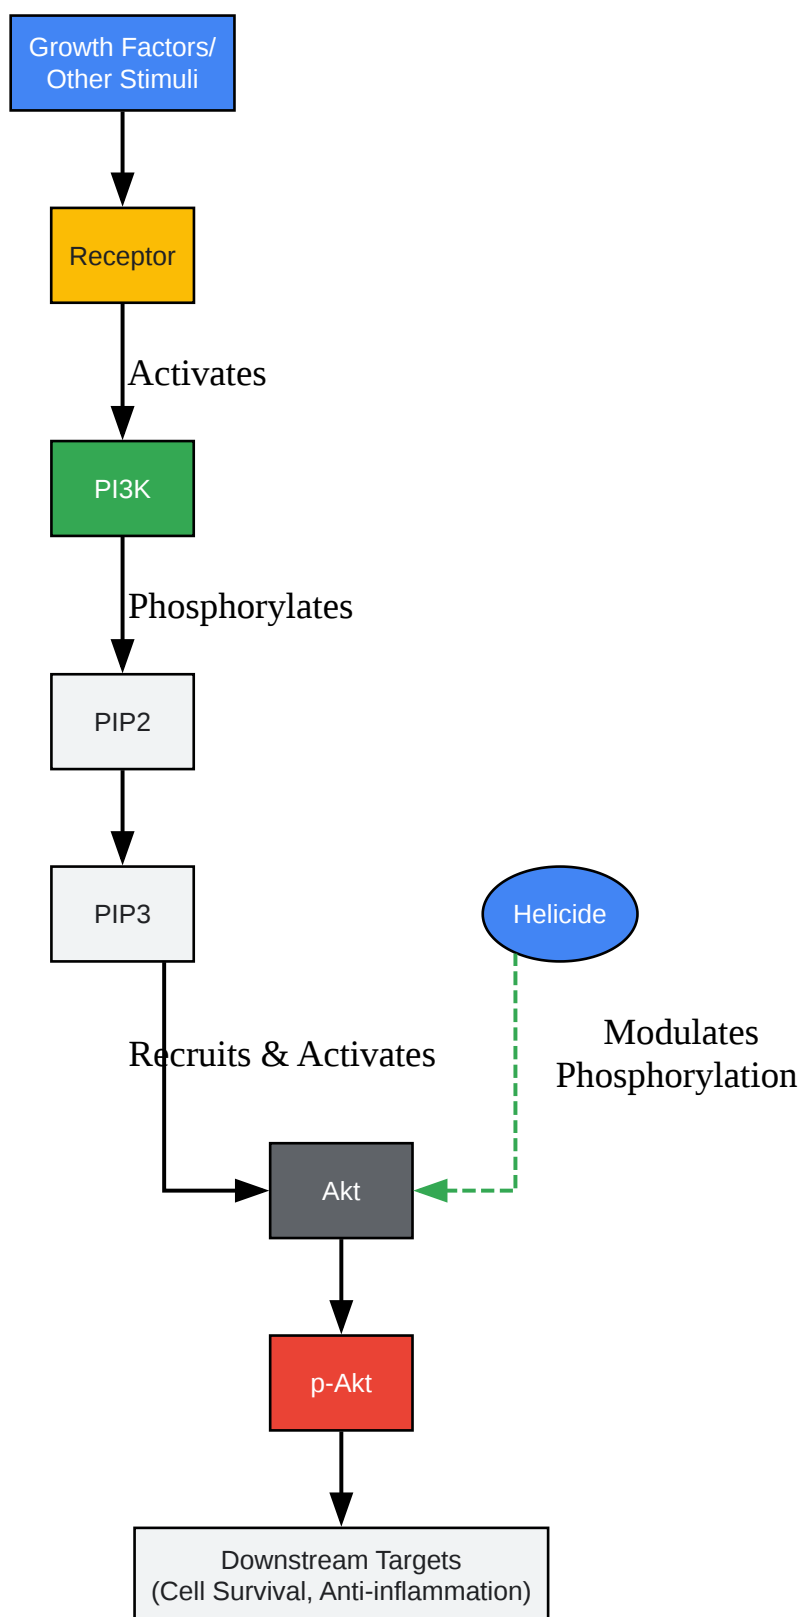 Growth Factors/
Other Stimuli
Receptor
Activates
PI3K
Phosphorylates
PIP2
PIP3
Helicide
Recruits & Activates
Modulates
Phosphorylation
Akt
p-Akt
Downstream Targets
(Cell Survival, Anti-inflammation)